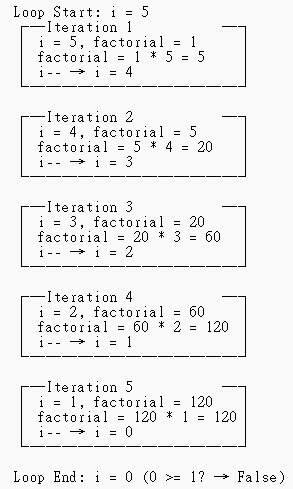 Loop Start: i = 5
Iteration 1
i = 5, factorial = 1
factorial = 1 * 5 = 5
i-- → i = 4
Iteration 2
i = 4, factorial = 5
factorial = 5 * 4 = 20
i-- → i = 3
Iteration 3
i = 3, factorial = 20
factorial = 20 * 3 = 60
i-- → i = 2
Iteration 4
i = 2, factorial = 60
factorial = 60 * 2 = 120
i-- → i = 1
Iteration 5
i = 1, factorial = 120
factorial = 120 * 1 = 120
i-- → i = 0
Loop End: i = 0 (0 >= 1? → False)